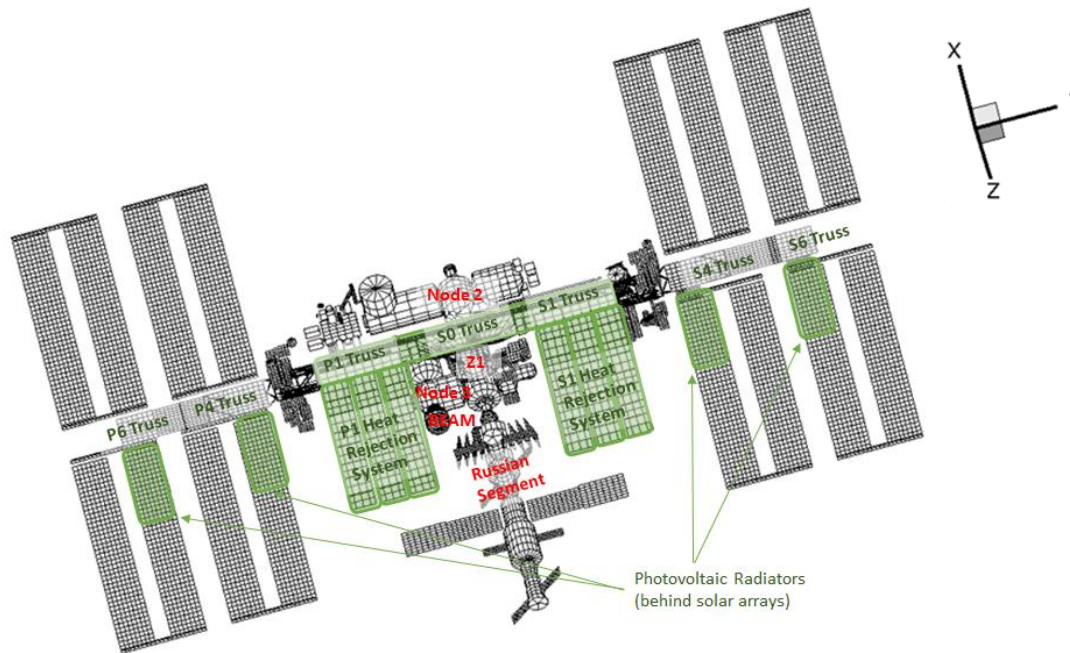 X
Z
S6 Truss
S4 Truss
Node 2
S1 Truss
S0 Truss
P1 Truss
Z1
Node 3
BEAM
S1 Heat
Rejection
System
P1 Heat
Rejection
System
P4 Truss
P6 Truss
Russian
Segment
Photovoltaic Radiators
(behind solar arrays)